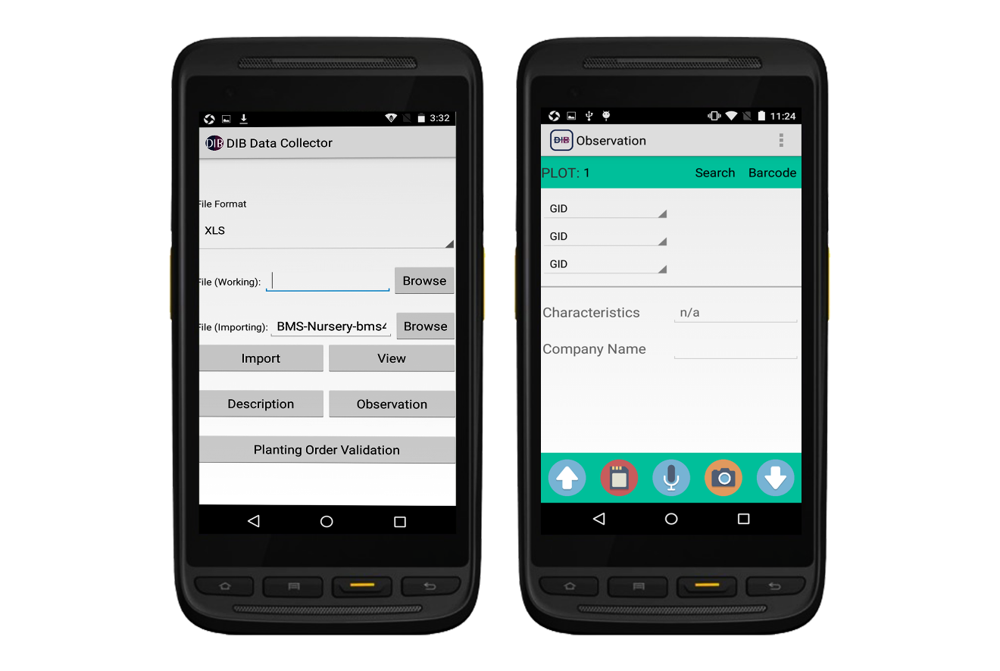 3:32
DIB DIB Data Collector
File Format
XLS
File (Working): Browse
File (Importing): BMS-Nursery-bms4 Browse
Import View
Description Observation
Planting Order Validation
11:24
DIB Observation
PLOT: 1 Search Barcode
GID
GID
GID
Characteristics n/a
Company Name